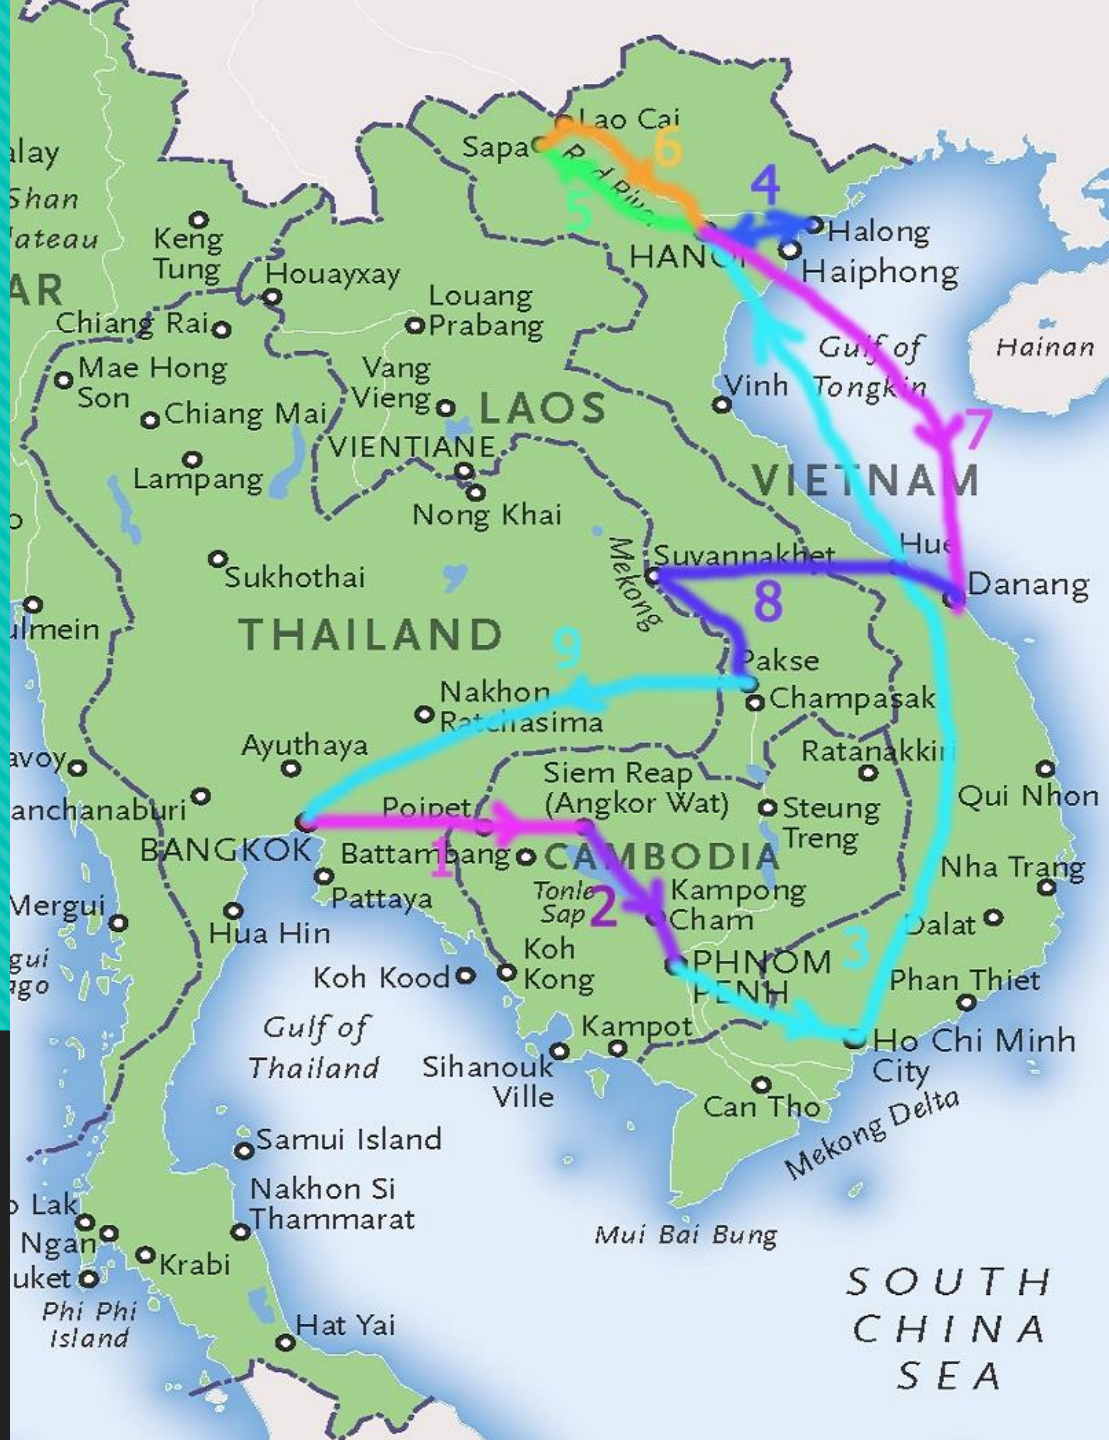 Lao Cai
6
Sapa
Red River
4
alay
Shan
ateau
5
Halong
Keng
Tung
HANOI
Haiphong
AR
Houayxay
Louang
Prabang
Chiang Rai
Gulf of
Tongkin
Hainan
Mae Hong
Son
Vang
Vieng
Vinh
Chiang Mai
LAOS
7
VIENTIANE
Lampang
VIETNAM
Nong Khai
o
Hue
Suvannakhet
Mekong
Sukhothai
Danang
8
ulmein
THAILAND
9
Pakse
Nakhon
Ratchasima
Champasak
Ayuthaya
Ratanakkiri
avoy
Siem Reap
(Angkor Wat)
anchanaburi
Poipet
Steung
Treng
Qui Nhon
BANGKOK
1
Battambang
CAMBODIA
Nha Trang
Pattaya
Tonle
Sap
2
Kampong
Cham
Mergui
Hua Hin
Dalat
3
gui
ago
Koh Kood
Koh
Kong
PHNOM
PENH
Phan Thiet
Gulf of
Thailand
Kampot
Ho Chi Minh
City
Sihanouk
Ville
Can Tho
Mekong Delta
Samui Island
Nakhon Si
Thammarat
o Lak
Ngan
Krabi
uket
Mui Bai Bung
Phi Phi
Island
Hat Yai
SOUTH
CHINA
SEA